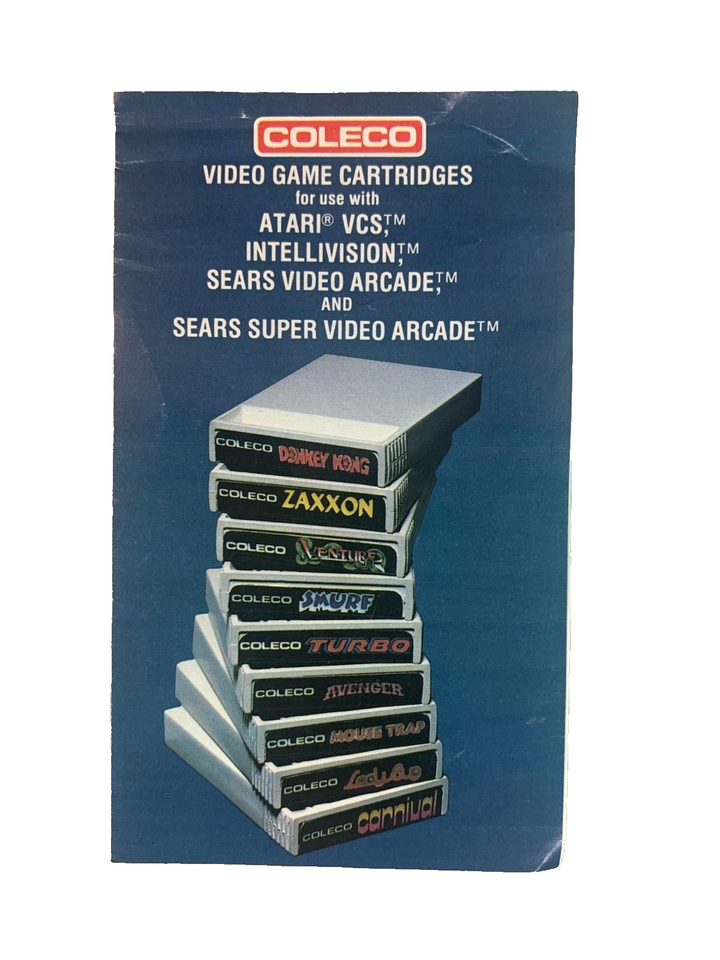 COLECO
VIDEO GAME CARTRIDGES
for use with
ATARI® VCS,™
INTELLIVISION,™
SEARS VIDEO ARCADE,™
AND
SEARS SUPER VIDEO ARCADE™
COLECO DONKEY KONG
COLECO ZAXXON
COLECO VENTURE
COLECO SMURF
COLECO TURBO
COLECO AVENGER
COLECO MOUSE TRAP
COLECO LadyBug
COLECO carnival